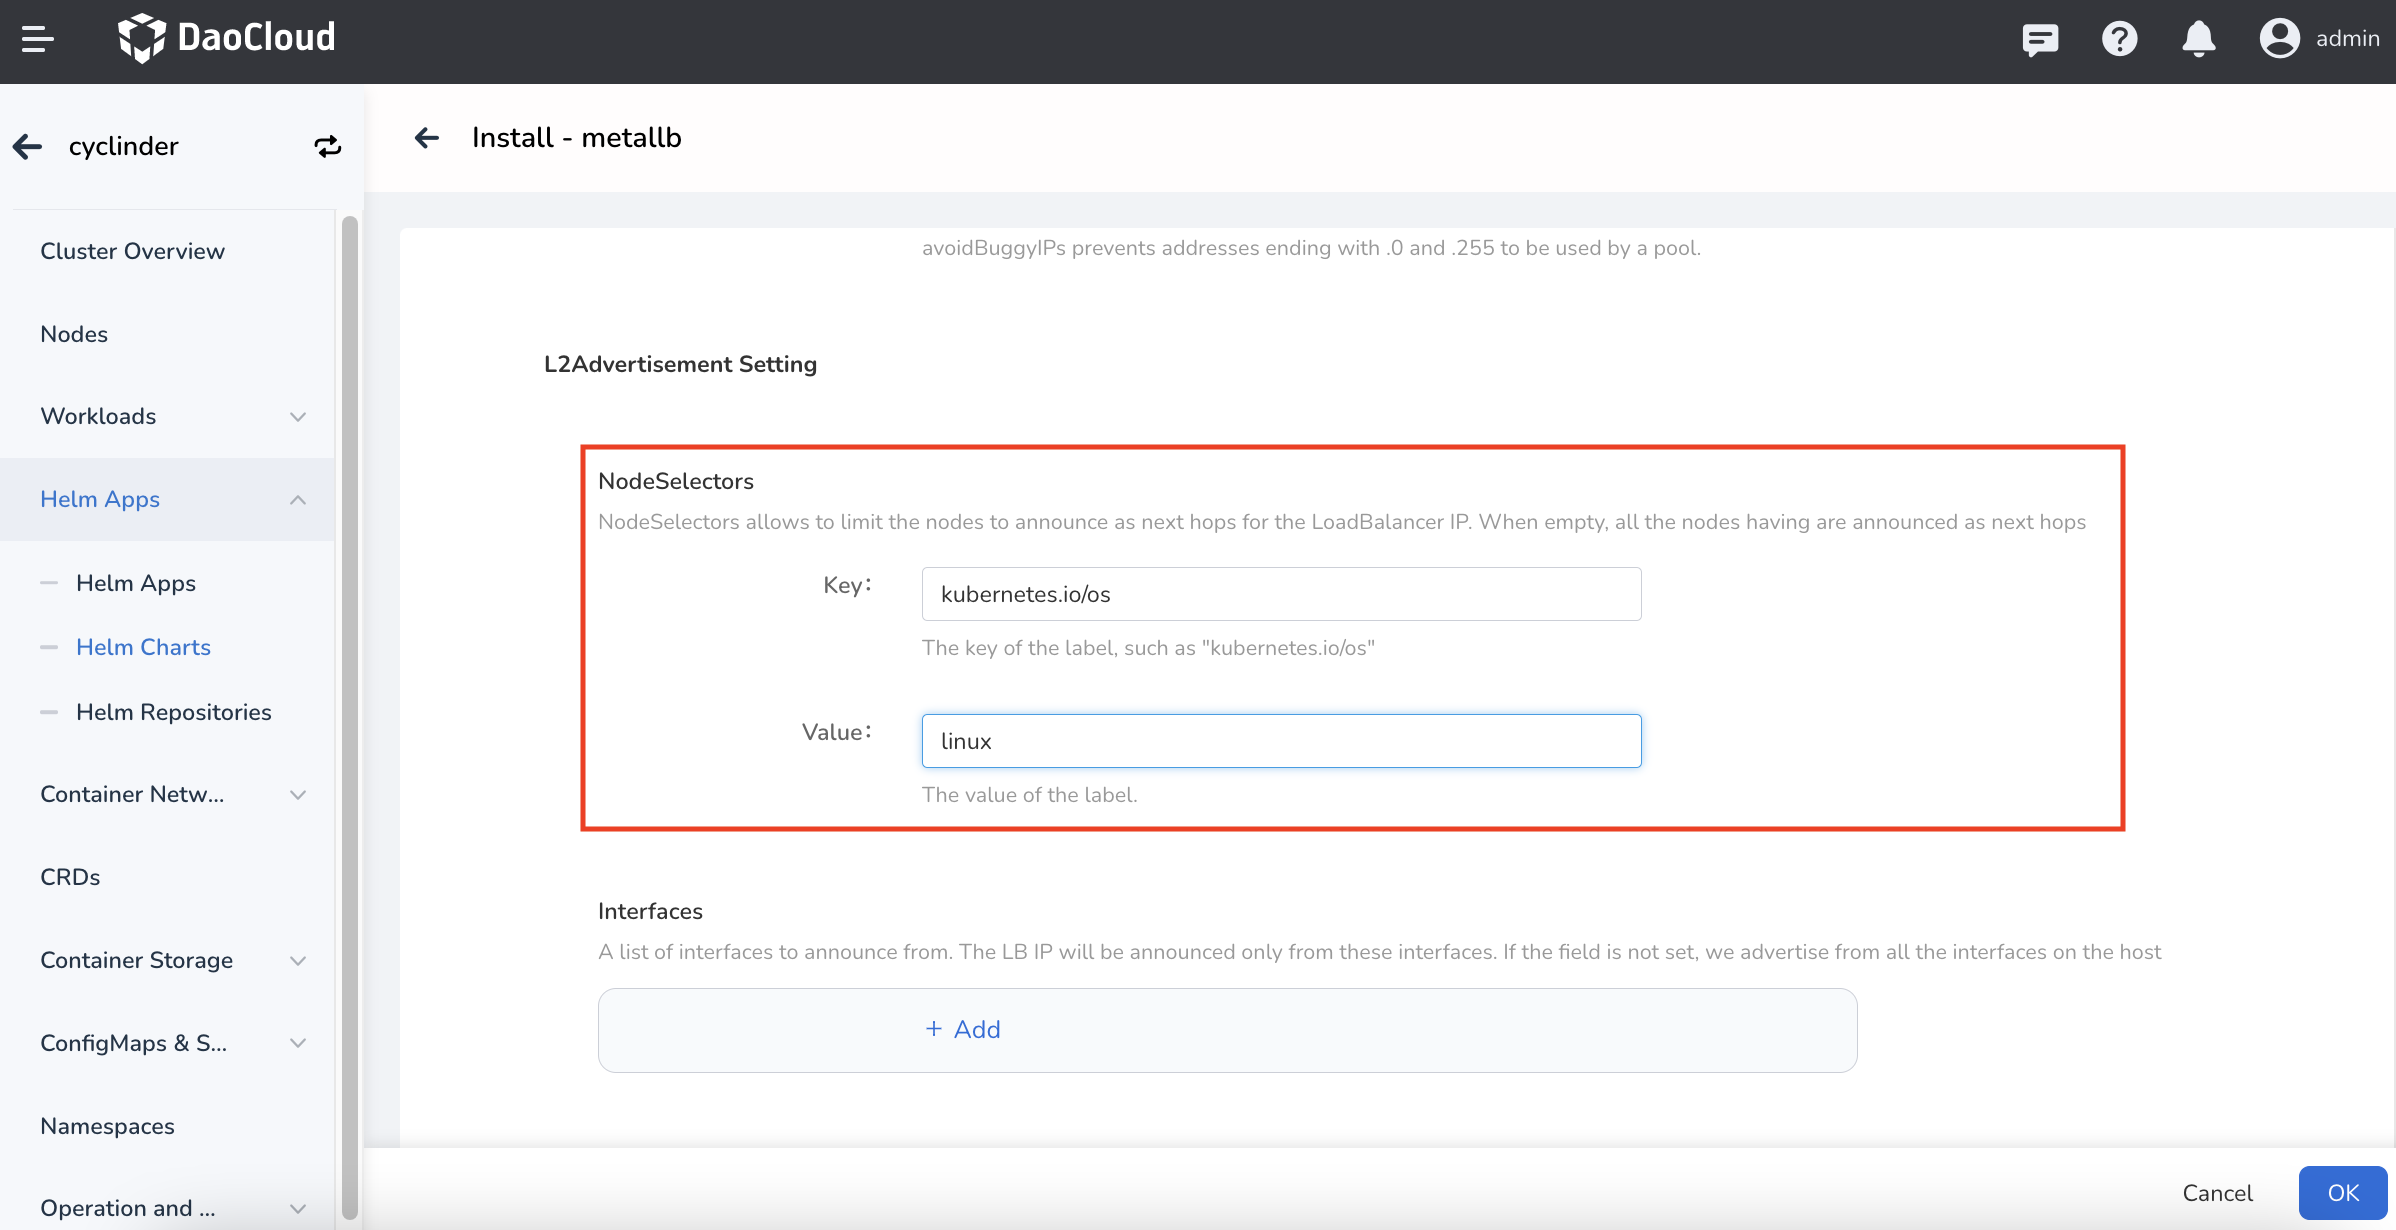 DaoCloud
admin
cyclinder
Install - metallb
Cluster Overview
Nodes
Workloads
Helm Apps
Helm Apps
Helm Charts
Helm Repositories
Container Netw...
CRDs
Container Storage
ConfigMaps & S...
Namespaces
Operation and ...
avoidBuggyIPs prevents addresses ending with .0 and .255 to be used by a pool.
L2Advertisement Setting
NodeSelectors
NodeSelectors allows to limit the nodes to announce as next hops for the LoadBalancer IP. When empty, all the nodes having are announced as next hops
Key:
kubernetes.io/os
The key of the label, such as "kubernetes.io/os"
Value:
linux
The value of the label.
Interfaces
A list of interfaces to announce from. The LB IP will be announced only from these interfaces. If the field is not set, we advertise from all the interfaces on the host
+ Add
Cancel
OK